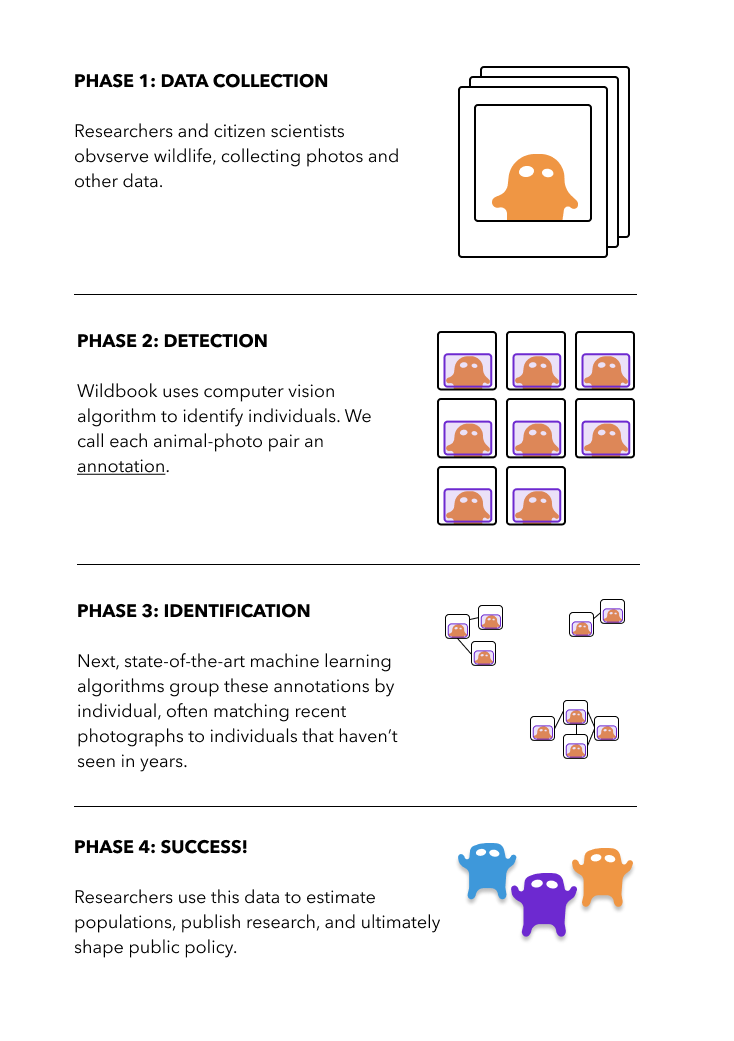 PHASE 1: DATA COLLECTION
Researchers and citizen scientists
obvserve wildlife, collecting photos and
other data.
PHASE 2: DETECTION
Wildbook uses computer vision
algorithm to identify individuals. We
call each animal-photo pair an
annotation.
PHASE 3: IDENTIFICATION
Next, state-of-the-art machine learning
algorithms group these annotations by
individual, often matching recent
photographs to individuals that haven’t
seen in years.
PHASE 4: SUCCESS!
Researchers use this data to estimate
populations, publish research, and ultimately
shape public policy.